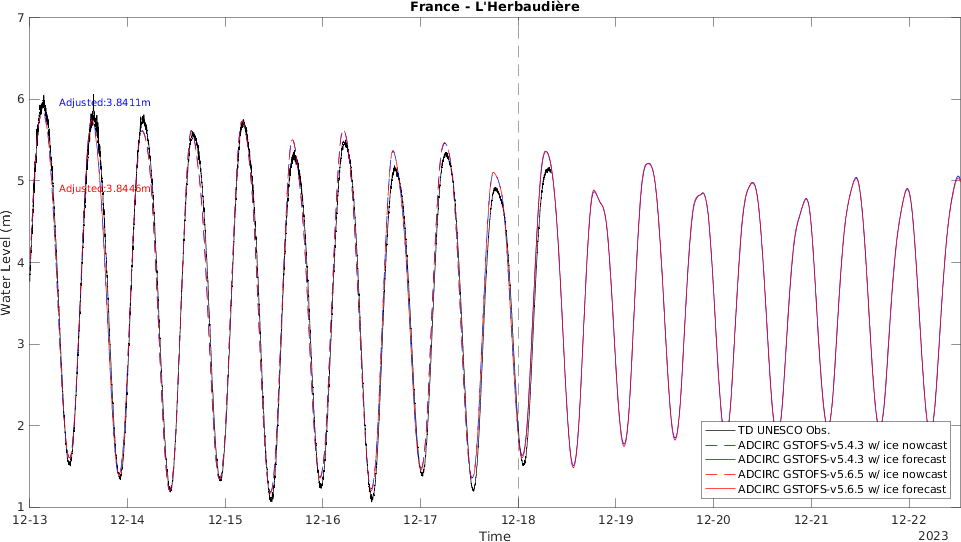 France - L'Herbaudière
7
6
5
4
3
2
1
Water Level (m)
Adjusted:3.8411m
Adjusted:3.8446m
TD UNESCO Obs.
ADCIRC GSTOFS-v5.4.3 w/ ice nowcast
ADCIRC GSTOFS-v5.4.3 w/ ice forecast
ADCIRC GSTOFS-v5.6.5 w/ ice nowcast
ADCIRC GSTOFS-v5.6.5 w/ ice forecast
12-13 12-14 12-15 12-16 12-17 12-18 12-19 12-20 12-21 12-22
Time
2023